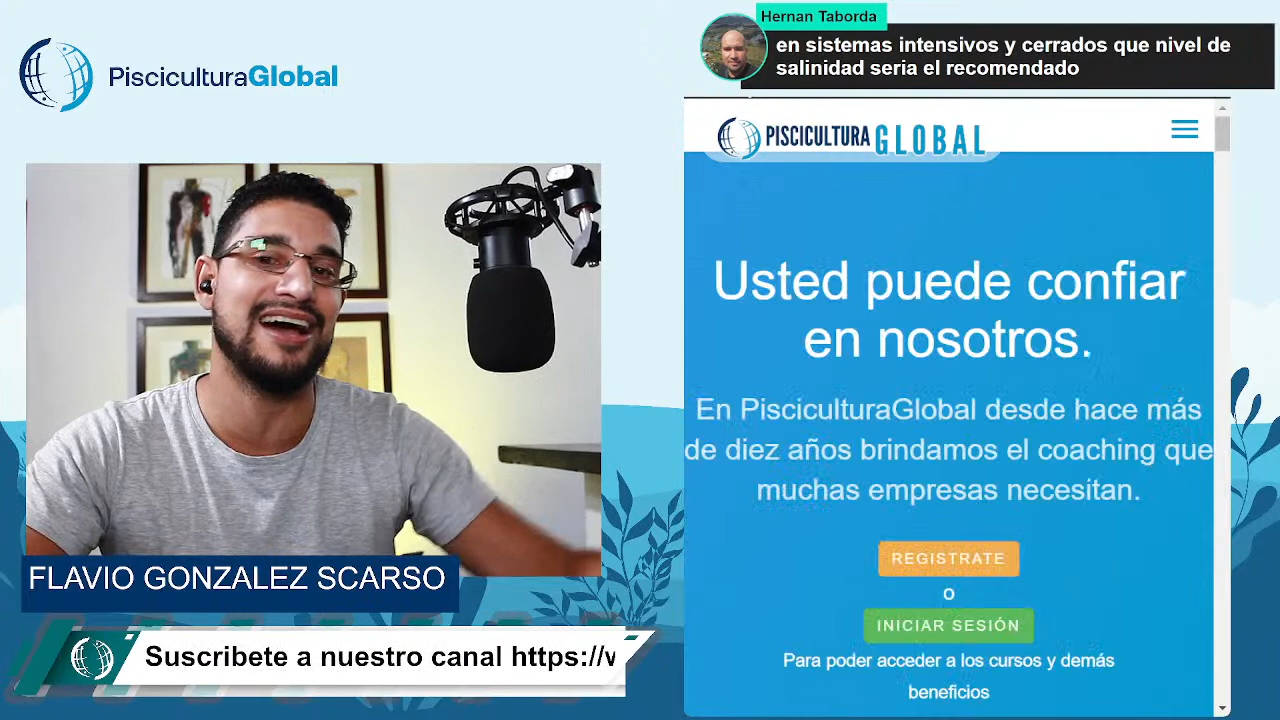 PisciculturaGlobal
Hernan Taborda
en sistemas intensivos y cerrados que nivel de
salinidad seria el recomendado
PISCICULTURA GLOBAL
Usted puede confiar
en nosotros.
En PisciculturaGlobal desde hace más
de diez años brindamos el coaching que
muchas empresas necesitan.
REGISTRATE
o
INICIAR SESIÓN
Para poder acceder a los cursos y demás
beneficios
FLAVIO GONZALEZ SCARSO
Suscribete a nuestro canal https://v